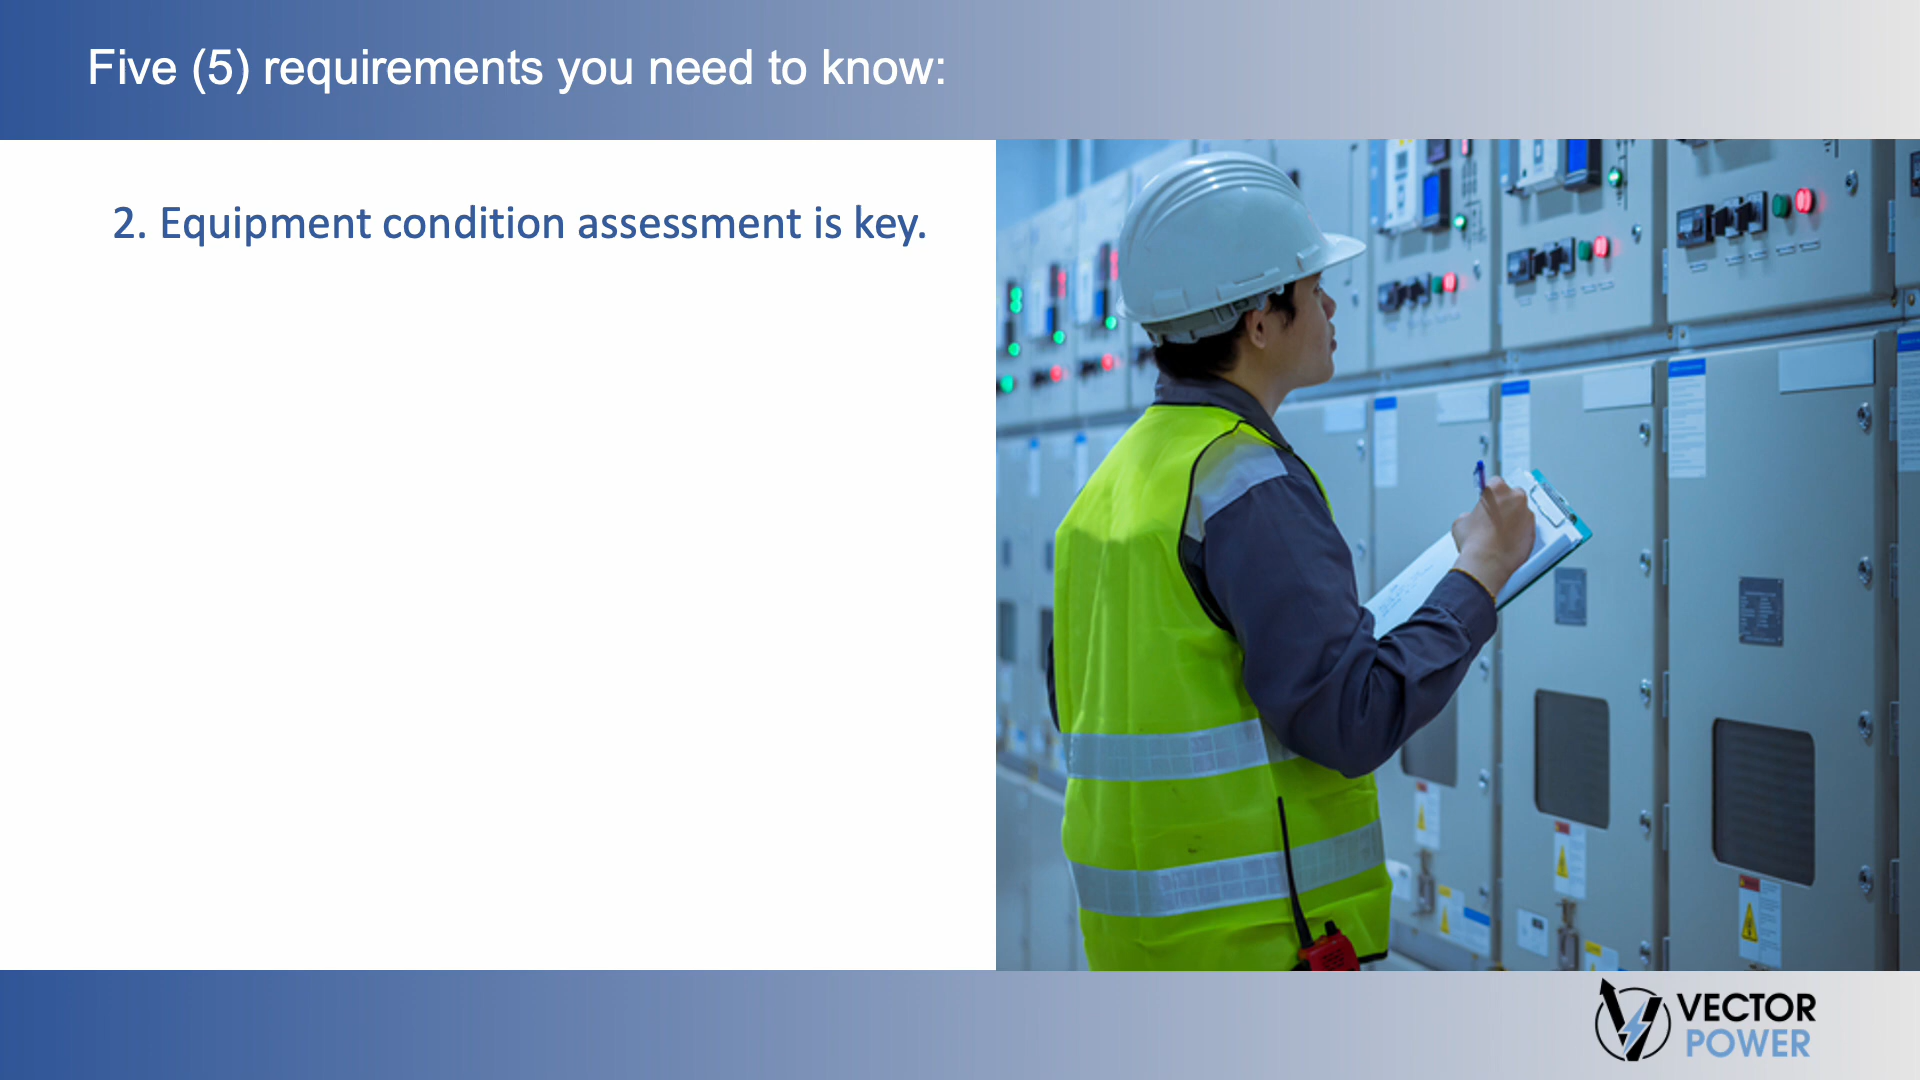 Five (5) requirements you need to know:
2. Equipment condition assessment is key.
VECTOR
POWER